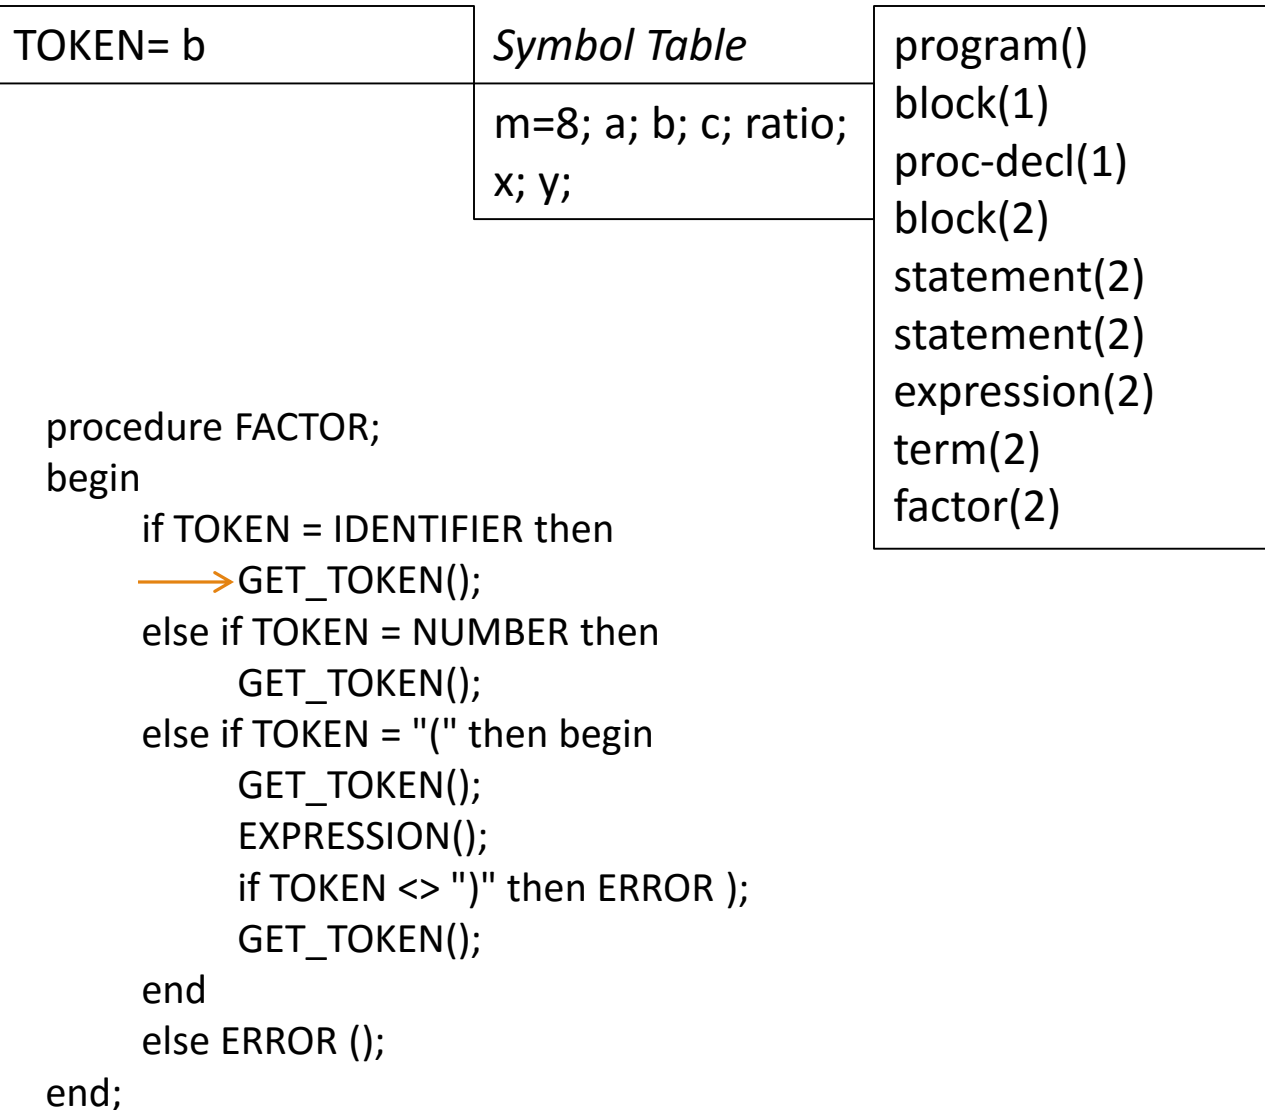 TOKEN= b
Symbol Table
m=8; a; b; c; ratio;
x; y;
program()
block(1)
proc-decl(1)
block(2)
statement(2)
statement(2)
expression(2)
term(2)
factor(2)
procedure FACTOR;
begin
if TOKEN = IDENTIFIER then
GET_TOKEN();
else if TOKEN = NUMBER then
GET_TOKEN();
else if TOKEN = "(" then begin
GET_TOKEN();
EXPRESSION();
if TOKEN <> ")" then ERROR );
GET_TOKEN();
end
else ERROR ();
end;